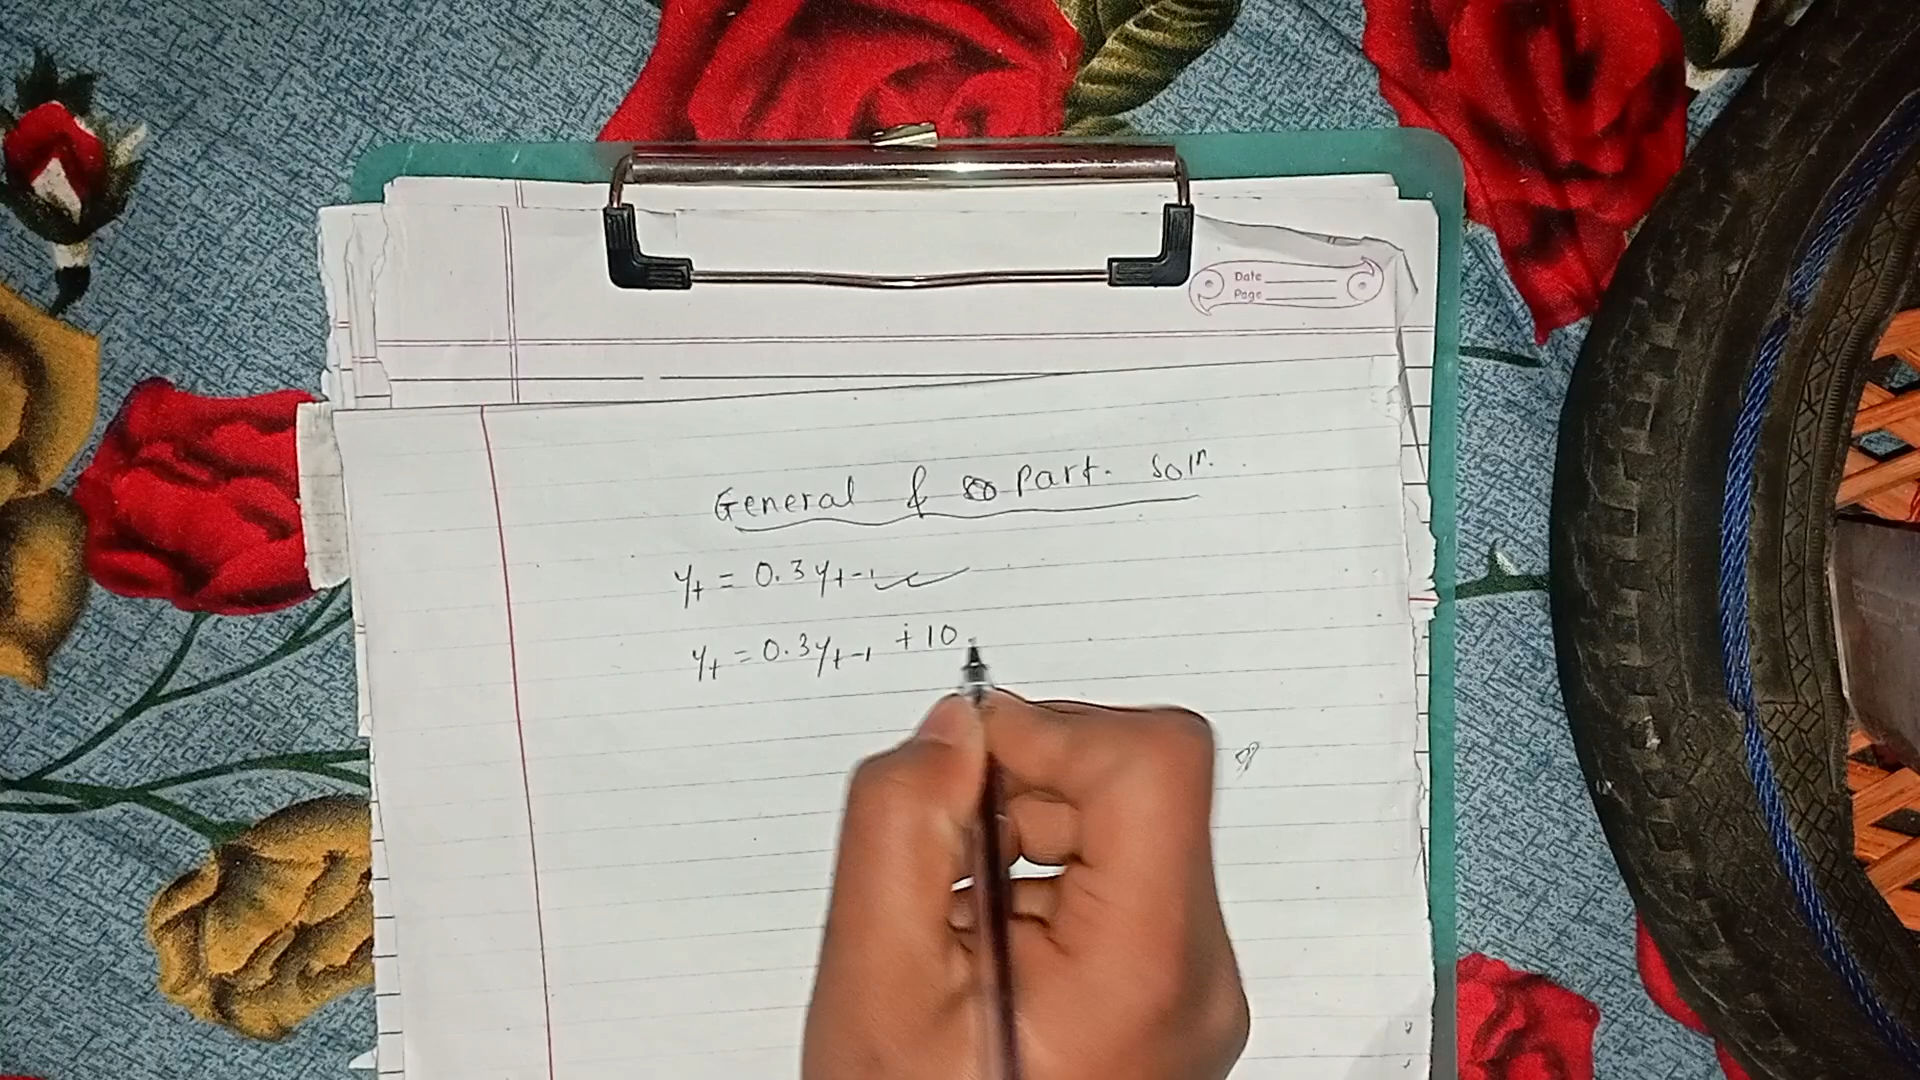 Date
Page
General & Part. Solⁿ.
yₜ = 0.3yₜ₋₁
yₜ = 0.3yₜ₋₁ + 10